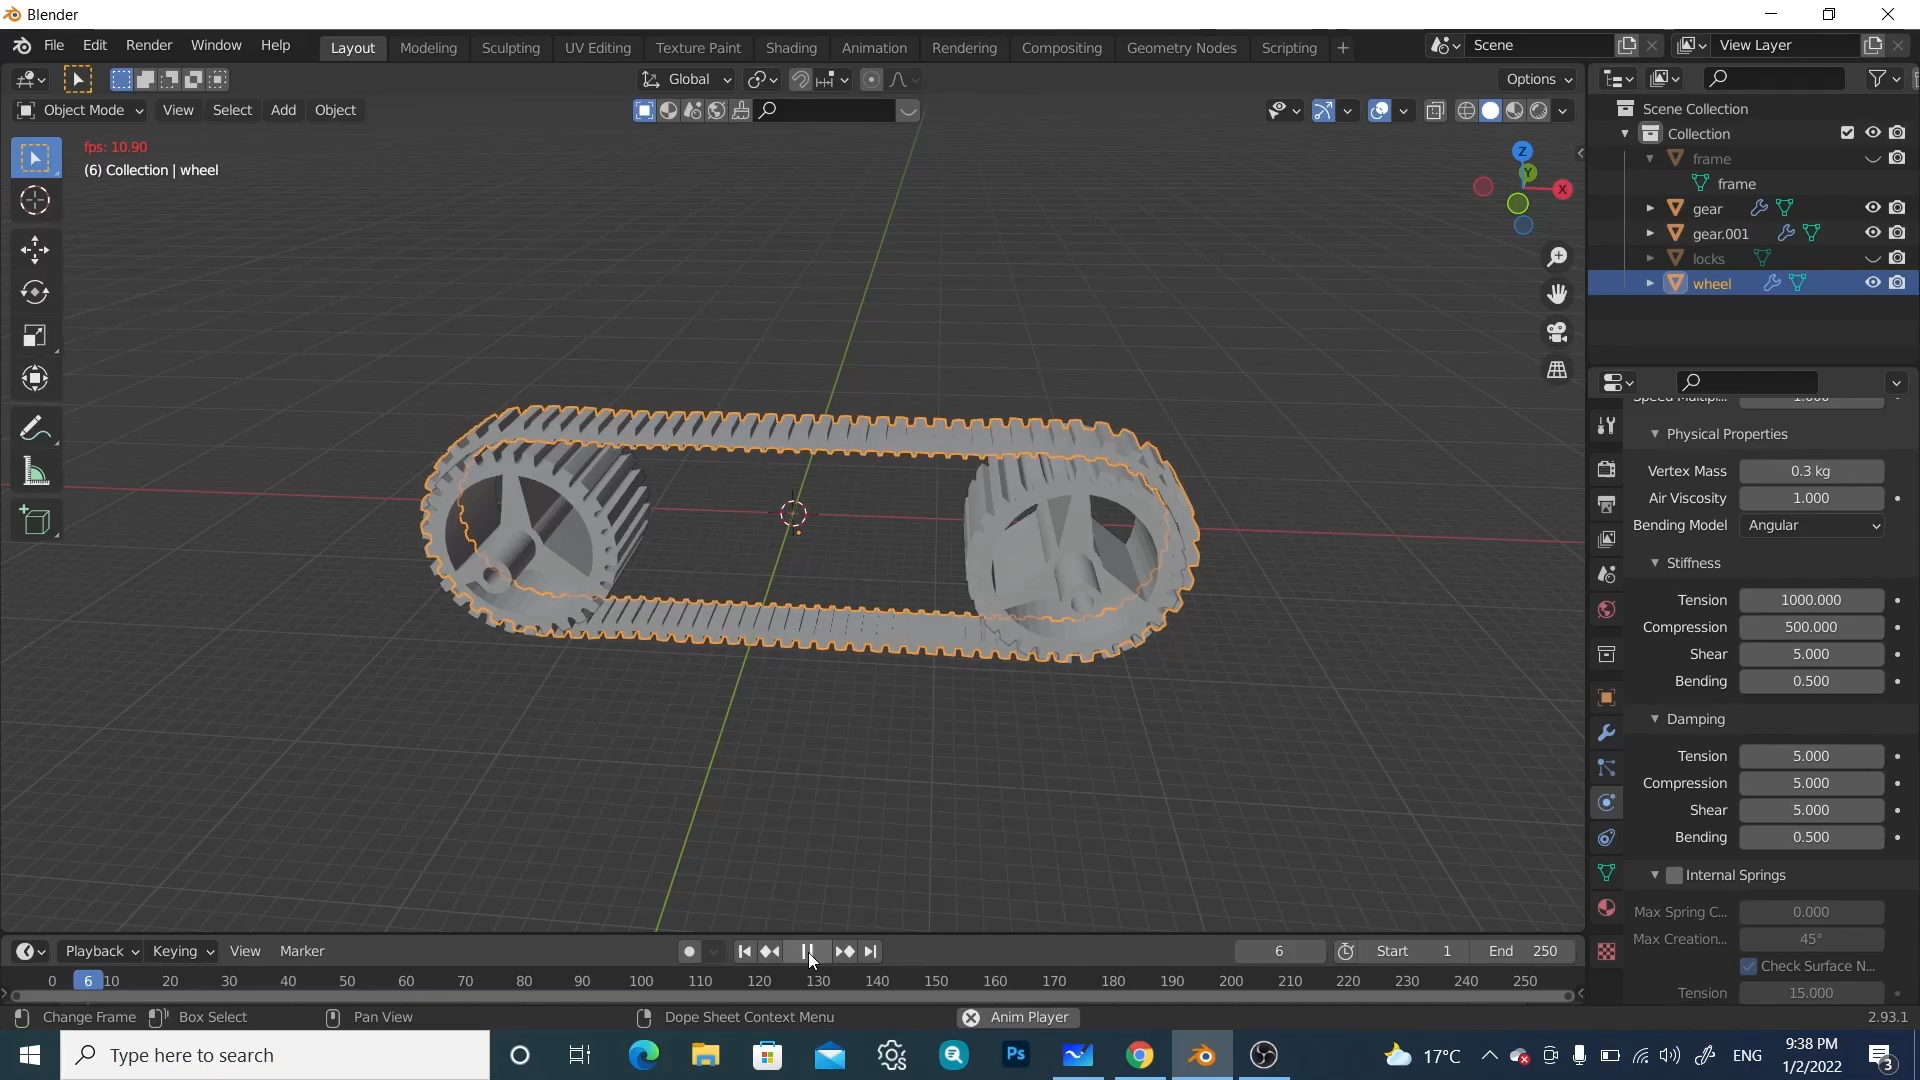 Blender
File Edit Render Window Help
Layout Modeling Sculpting UV Editing Texture Paint Shading Animation Rendering Compositing Geometry Nodes Scripting +
Scene
View Layer
Global
Options
Object Mode View Select Add Object
fps: 10.90
(6) Collection | wheel
Z
Y
X
Scene Collection
Collection
frame
frame
gear
gear.001
locks
wheel
Speed Multipl... 1.000
Physical Properties
Vertex Mass 0.3 kg
Air Viscosity 1.000
Bending Model Angular
Stiffness
Tension 1000.000
Compression 500.000
Shear 5.000
Bending 0.500
Damping
Tension 5.000
Compression 5.000
Shear 5.000
Bending 0.500
Internal Springs
Max Spring C... 0.000
Max Creation... 45°
Check Surface N...
Tension 15.000
Playback Keying View Marker
6 Start 1 End 250
0 6 10 20 30 40 50 60 70 80 90 100 110 120 130 140 150 160 170 180 190 200 210 220 230 240 250
Change Frame Box Select Pan View Dope Sheet Context Menu Anim Player 2.93.1
Type here to search
Ps
17°C
ENG
9:38 PM
1/2/2022
3